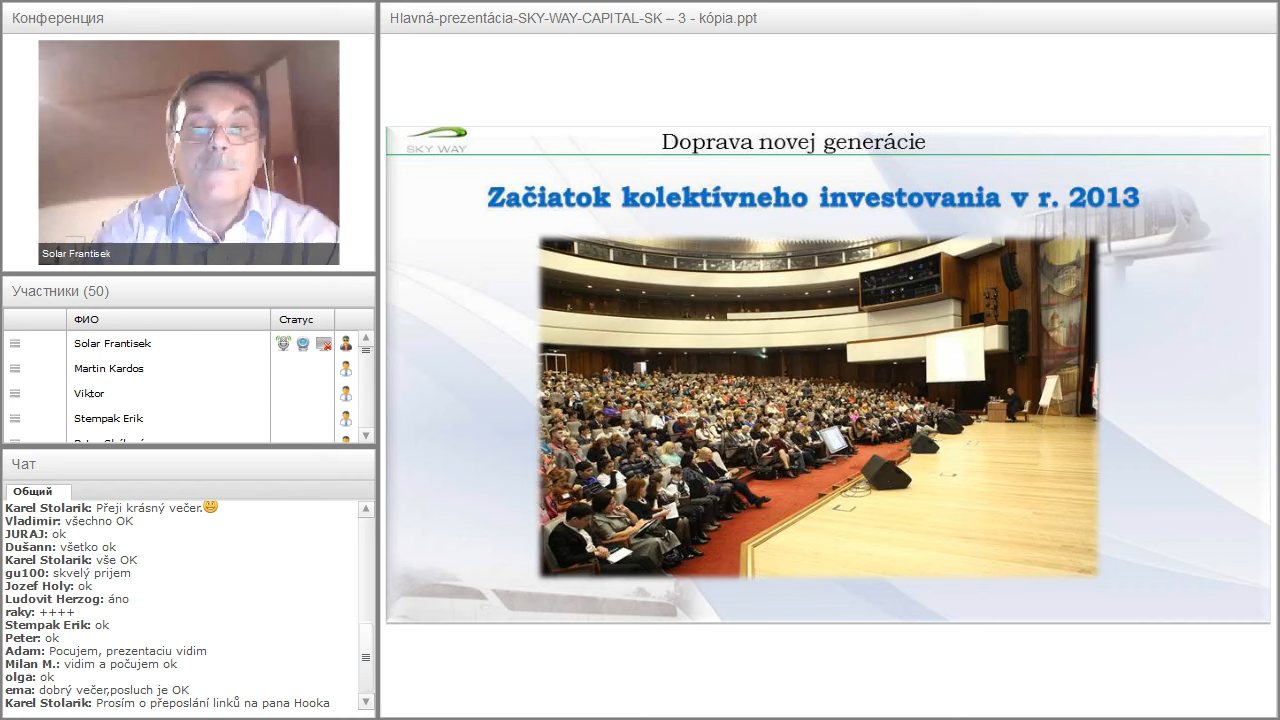 Конференция
Solar Frantisek
Участники (50)
ФИО
Статус
Solar Frantisek
Martin Kardos
Viktor
Stempak Erik
Чат
Общий
Karel Stolarik: Přeji krásný večer.
Vladimir: všechno OK
JURAJ: ok
Dušann: všetko ok
Karel Stolarik: vše OK
gu100: skvelý prijem
Jozef Holy: ok
Ludovit Herzog: áno
raky: ++++
Stempak Erik: ok
Peter: ok
Adam: Pocujem, prezentaciu vidim
Milan M.: vidim a počujem ok
olga: ok
ema: dobrý večer,posluch je OK
Karel Stolarik: Prosím o přeposlání linků na pana Hooka
Hlavná-prezentácia-SKY-WAY-CAPITAL-SK – 3 - kópia.ppt
SKY WAY
Doprava novej generácie
Začiatok kolektívneho investovania v r. 2013